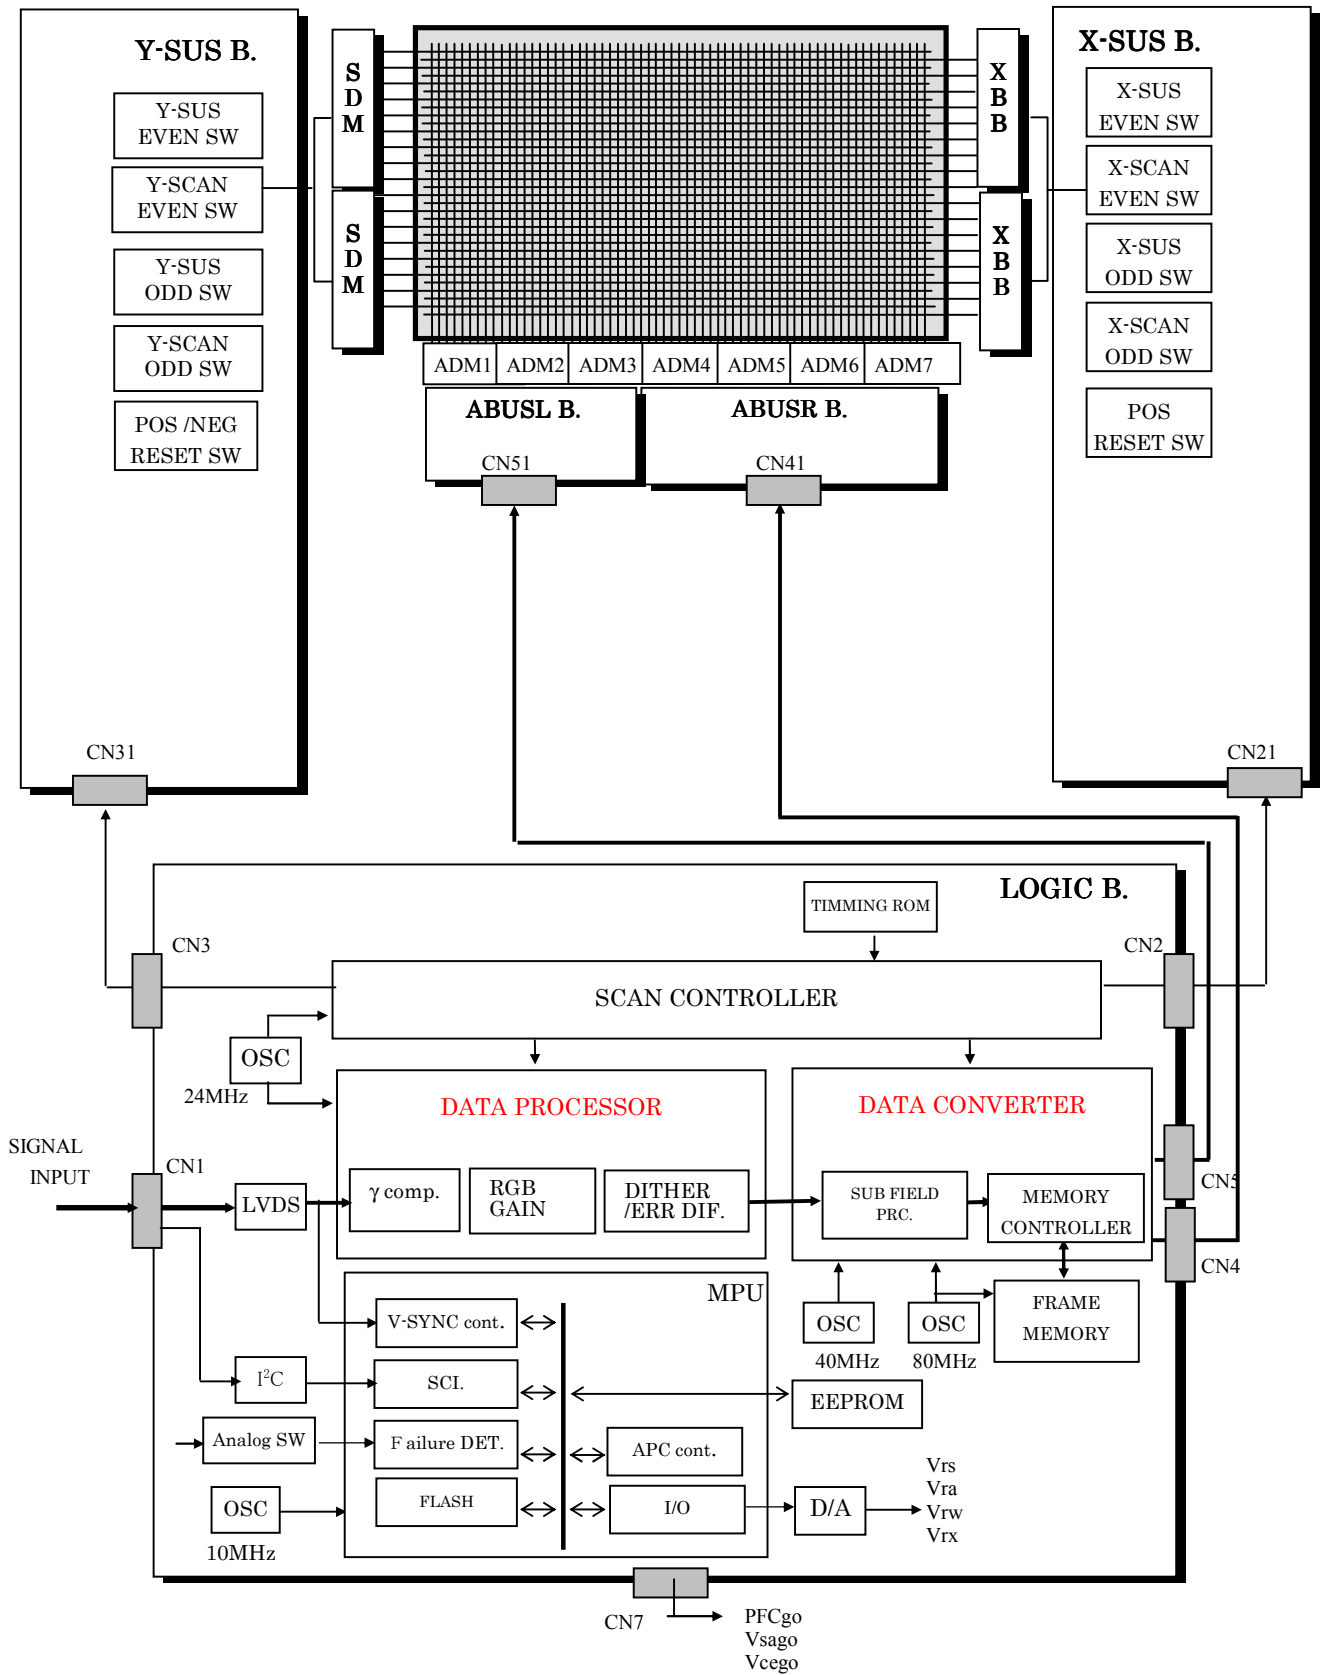 Y-SUS B.
Y-SUS
EVEN SW
Y-SCAN
EVEN SW
Y-SUS
ODD SW
Y-SCAN
ODD SW
POS /NEG
RESET SW
CN31
S
D
M
S
D
M
X
B
B
X
B
B
X-SUS B.
X-SUS
EVEN SW
X-SCAN
EVEN SW
X-SUS
ODD SW
X-SCAN
ODD SW
POS
RESET SW
CN21
ADM1 ADM2 ADM3 ADM4 ADM5 ADM6 ADM7
ABUSL B.
CN51
ABUSR B.
CN41
LOGIC B.
TIMMING ROM
CN3
CN2
SCAN CONTROLLER
OSC
24MHz
DATA PROCESSOR
DATA CONVERTER
SIGNAL
INPUT
CN1
LVDS
γ comp.
RGB
GAIN
DITHER
/ERR DIF.
SUB FIELD
PRC.
MEMORY
CONTROLLER
CN5
CN4
MPU
V-SYNC cont.
I²C
SCI.
Analog SW
F ailure DET.
OSC
10MHz
FLASH
APC cont.
I/O
OSC
40MHz
OSC
80MHz
FRAME
MEMORY
EEPROM
D/A
Vrs
Vra
Vrw
Vrx
CN7
PFCgo
Vsago
Vcego